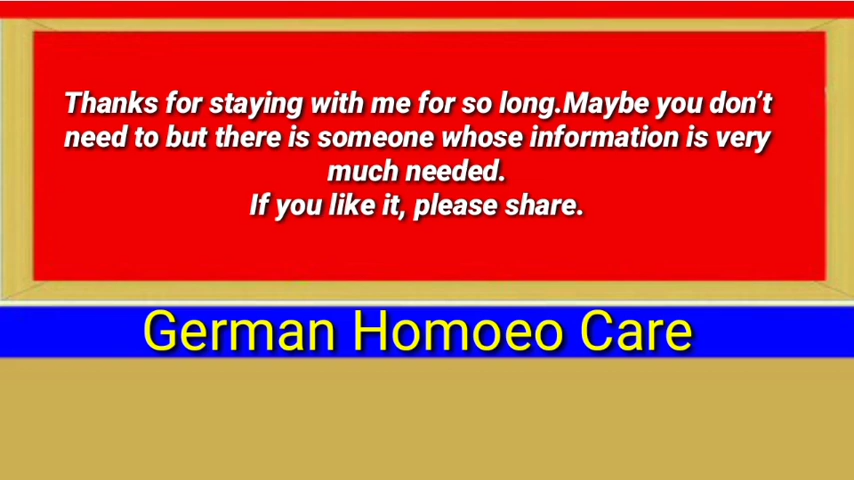 Thanks for staying with me for so long.Maybe you don't
need to but there is someone whose information is very
much needed.
If you like it, please share.
German Homoeo Care